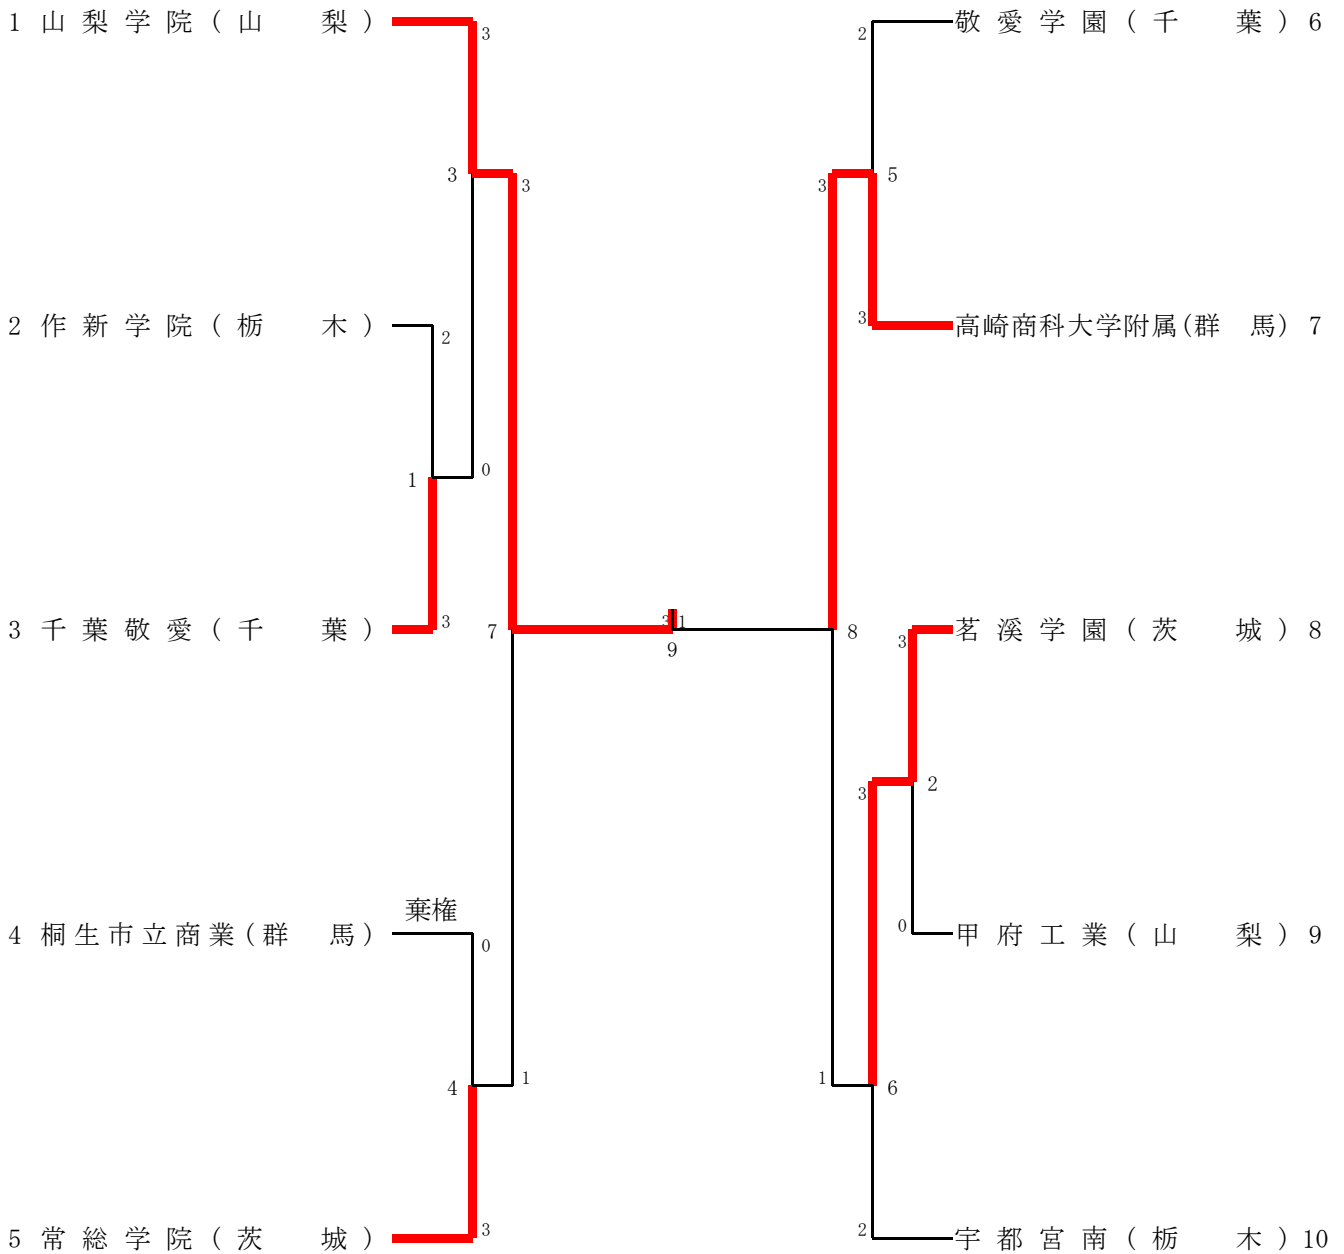 1 山梨学院(山　梨)
3
2 敬愛学園(千　葉) 6
3 3
3 5
2 作新学院(栃　木)
2
3 高崎商科大学附属(群　馬) 7
1 0
3 千葉敬愛(千　葉)
3 7
3 1
9
8
3 茗溪学園(茨　城) 8
3 2
棄権
4 桐生市立商業(群　馬)
0
0 甲府工業(山　梨) 9
4 1
1 6
5 常総学院(茨　城)
3
2 宇都宮南(栃　木) 10